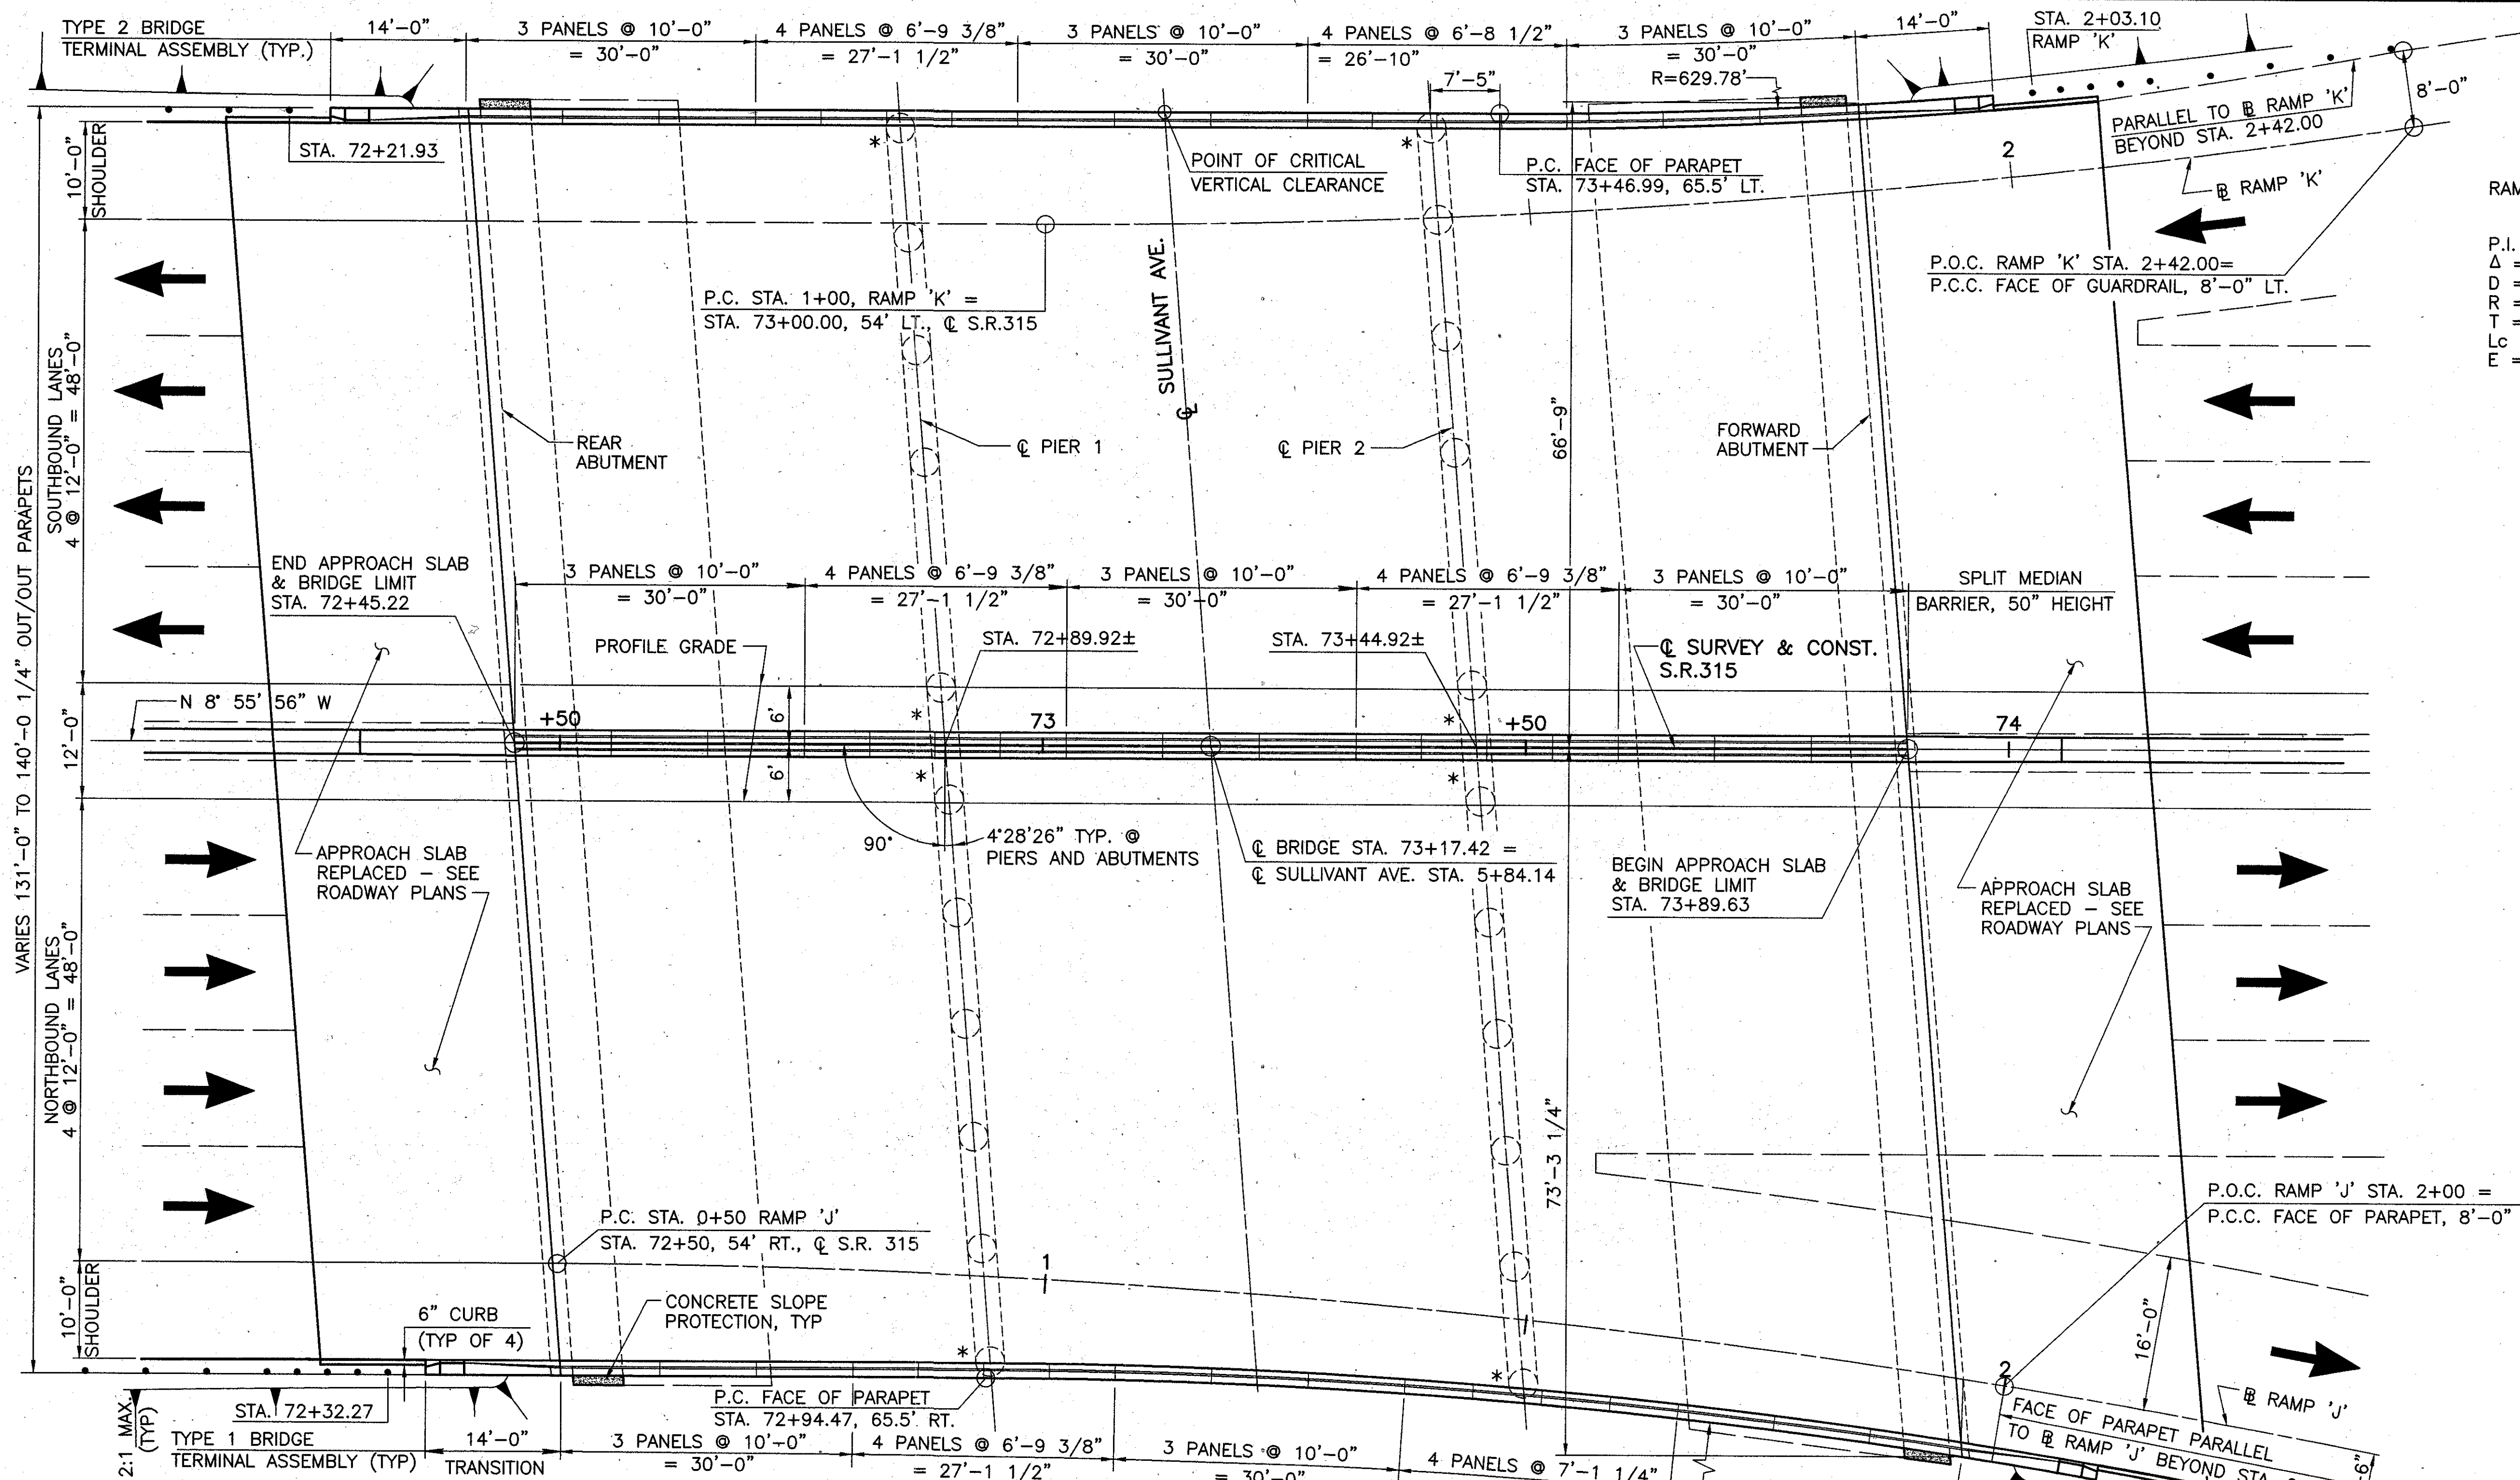 TYPE 2 BRIDGE
TERMINAL ASSEMBLY (TYP.)
14'-0"
3 PANELS @ 10'-0"
= 30'-0"
4 PANELS @ 6'-9 3/8"
= 27'-1 1/2"
3 PANELS @ 10'-0"
= 30'-0"
4 PANELS @ 6'-8 1/2"
= 26'-10"
3 PANELS @ 10'-0"
= 30'-0"
14'-0"
STA. 2+03.10
RAMP 'K'
7'-5"
R=629.78'
8'-0"
PARALLEL TO ℄ RAMP 'K'
BEYOND STA. 2+42.00
2
℄ RAMP 'K'
STA. 72+21.93
10'-0"
SHOULDER
*
*
POINT OF CRITICAL
VERTICAL CLEARANCE
P.C. FACE OF PARAPET
STA. 73+46.99, 65.5' LT.
P.C. STA. 1+00, RAMP 'K' =
STA. 73+00.00, 54' LT., ℄ S.R.315
SULLIVANT AVE.
℄
P.O.C. RAMP 'K' STA. 2+42.00=
P.C.C. FACE OF GUARDRAIL, 8'-0" LT.
P.I.
Δ =
D =
R =
T =
Lc
E =
VARIES 131'-0" TO 140'-0 1/4" OUT/OUT PARAPETS
SOUTHBOUND LANES
4 @ 12'-0" = 48'-0"
REAR
ABUTMENT
℄ PIER 1
℄ PIER 2
66'-9"
FORWARD
ABUTMENT
END APPROACH SLAB
& BRIDGE LIMIT
STA. 72+45.22
3 PANELS @ 10'-0"
= 30'-0"
4 PANELS @ 6'-9 3/8"
= 27'-1 1/2"
3 PANELS @ 10'-0"
= 30'-0"
4 PANELS @ 6'-9 3/8"
= 27'-1 1/2"
3 PANELS @ 10'-0"
= 30'-0"
SPLIT MEDIAN
BARRIER, 50" HEIGHT
PROFILE GRADE
STA. 72+89.92±
STA. 73+44.92±
℄ SURVEY & CONST.
S.R.315
N 8° 55' 56" W
12'-0"
6'
6'
+50
*
73
*
+50
74
*
*
90°
4°28'26" TYP. @
PIERS AND ABUTMENTS
℄ BRIDGE STA. 73+17.42 =
℄ SULLIVANT AVE. STA. 5+84.14
BEGIN APPROACH SLAB
& BRIDGE LIMIT
STA. 73+89.63
APPROACH SLAB
REPLACED – SEE
ROADWAY PLANS
APPROACH SLAB
REPLACED – SEE
ROADWAY PLANS
NORTHBOUND LANES
4 @ 12'-0" = 48'-0"
73'-3 1/4"
P.C. STA. 0+50 RAMP 'J'
STA. 72+50, 54' RT., ℄ S.R. 315
1
P.O.C. RAMP 'J' STA. 2+00 =
P.C.C. FACE OF PARAPET, 8'-0"
10'-0"
SHOULDER
6" CURB
(TYP OF 4)
CONCRETE SLOPE
PROTECTION, TYP
*
*
2
16'-0"
℄ RAMP 'J'
FACE OF PARAPET PARALLEL
TO ℄ RAMP 'J' BEYOND STA.
P.C. FACE OF PARAPET
STA. 72+94.47, 65.5' RT.
2:1 MAX.
(TYP)
STA. 72+32.27
TYPE 1 BRIDGE
TERMINAL ASSEMBLY (TYP)
14'-0"
TRANSITION
3 PANELS @ 10'-0"
= 30'-0"
4 PANELS @ 6'-9 3/8"
= 27'-1 1/2"
3 PANELS @ 10'-0"
= 30'-0"
4 PANELS @ 7'-1 1/4"